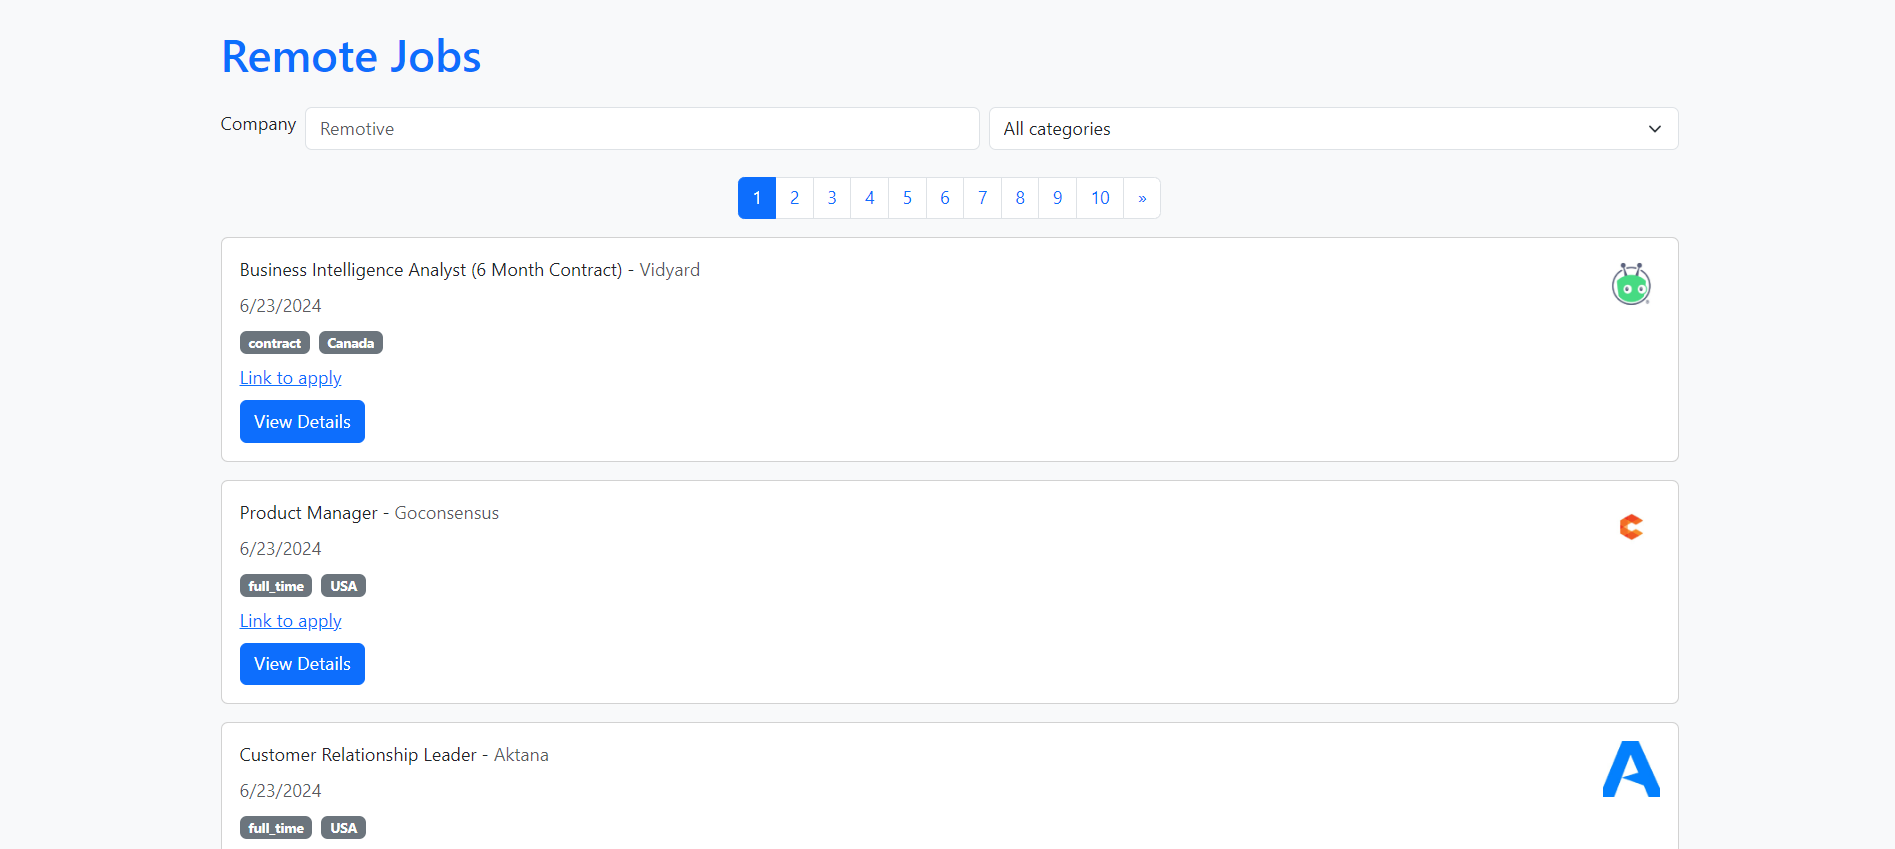 Remote Jobs
Company Remotive All categories
1 2 3 4 5 6 7 8 9 10 »
Business Intelligence Analyst (6 Month Contract) - Vidyard
6/23/2024
contract Canada
Link to apply
View Details
Product Manager - Goconsensus
6/23/2024
full_time USA
Link to apply
View Details
Customer Relationship Leader - Aktana
6/23/2024
full_time USA